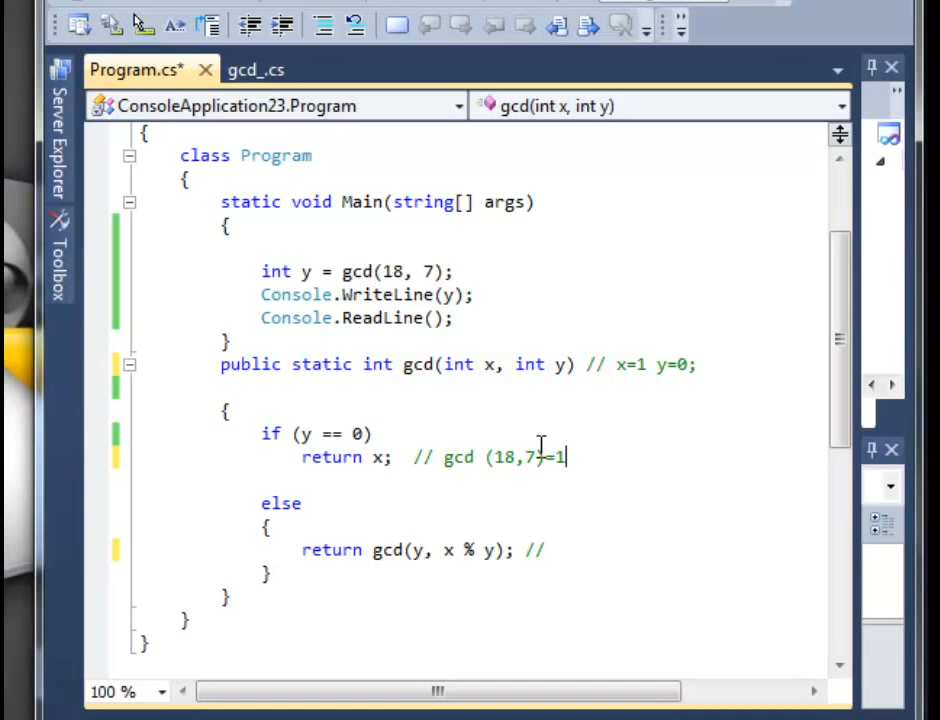 Program.cs* gcd_.cs
Server Explorer
Toolbox
ConsoleApplication23.Program gcd(int x, int y)
{
class Program
{
static void Main(string[] args)
{
int y = gcd(18, 7);
Console.WriteLine(y);
Console.ReadLine();
}
public static int gcd(int x, int y) // x=1 y=0;
{
if (y == 0)
return x; // gcd (18,7)=1
else
{
return gcd(y, x % y); //
}
}
}
}
100 %